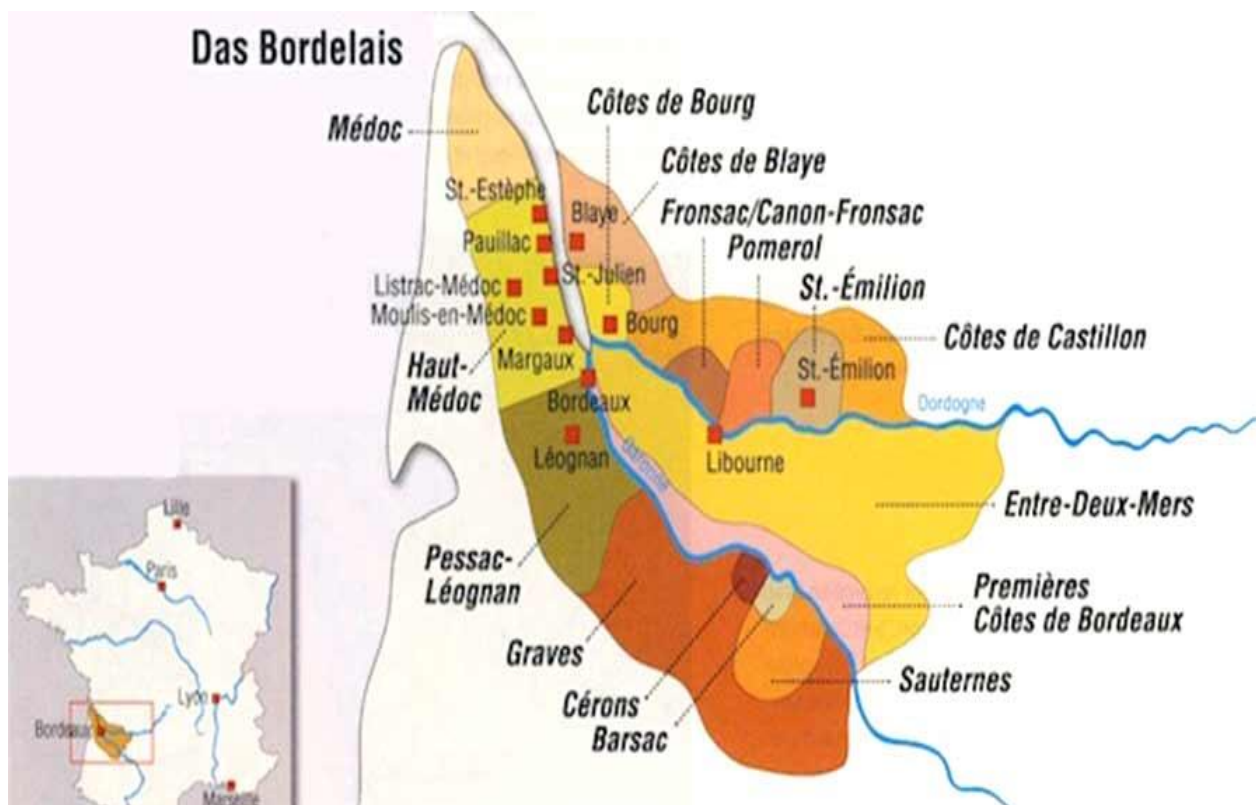 Das Bordelais
Côtes de Bourg
Médoc
Côtes de Blaye
St.-Estèphe
Blaye
Fronsac/Canon-Fronsac
Pauillac
Pomerol
St.-Julien
St.-Émilion
Listrac-Médoc
Moulis-en-Médoc
Bourg
Côtes de Castillon
Margaux
Haut-
Médoc
St.-Émilion
Bordeaux
Dordogne
Léognan
Garonne
Libourne
Entre-Deux-Mers
Pessac-
Léognan
Premières
Côtes de Bordeaux
Graves
Sauternes
Cérons
Barsac
Lille
Paris
Lyon
Bordeaux
Marseille